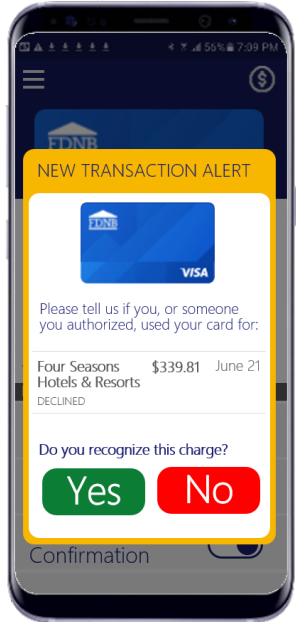 56% 7:09 PM
FDNB
NEW TRANSACTION ALERT
FDNB
VISA
Please tell us if you, or someone
you authorized, used your card for:
Four Seasons $339.81 June 21
Hotels & Resorts
DECLINED
Do you recognize this charge?
Yes No
Confirmation